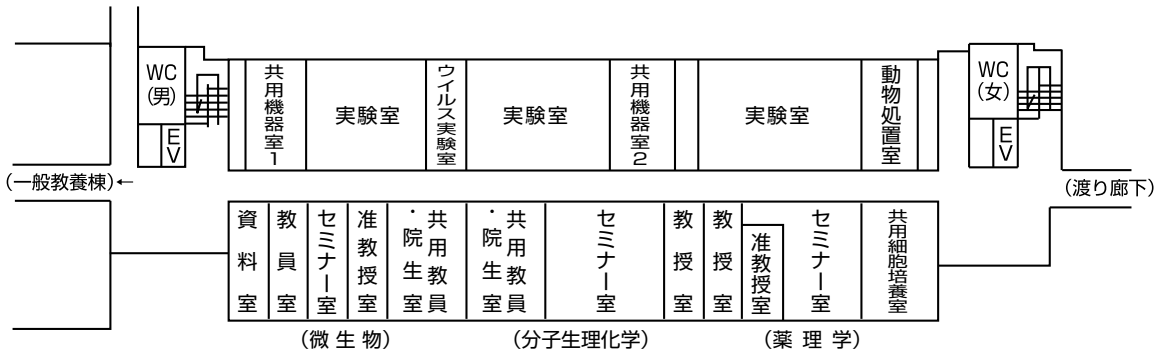 WC
(男)
EV
共用機器室1
実験室
ウイルス実験室
実験室
共用機器室2
実験室
動物処置室
WC
(女)
EV
(一般教養棟)←
(渡り廊下)
資料室
教員室
セミナー室
准教授室
共用教員
・院生室
共用教員
・院生室
セミナー室
教授室
教授室
准教授室
セミナー室
共用細胞培養室
(微生物)
(分子生理化学)
(薬理学)